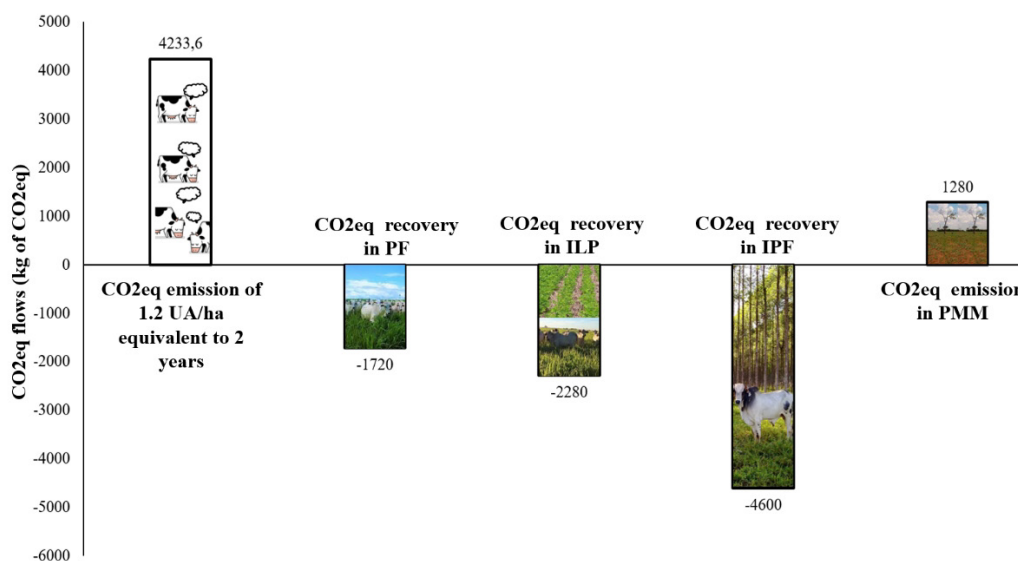 CO2eq flows (kg of CO2eq)
5000
4000
3000
2000
1000
0
-1000
-2000
-3000
-4000
-5000
-6000
4233,6
CO2eq emission of
1.2 UA/ha
equivalent to 2
years
CO2eq recovery
in PF
-1720
CO2eq recovery
in ILP
-2280
CO2eq recovery
in IPF
-4600
1280
CO2eq emission
in PMM